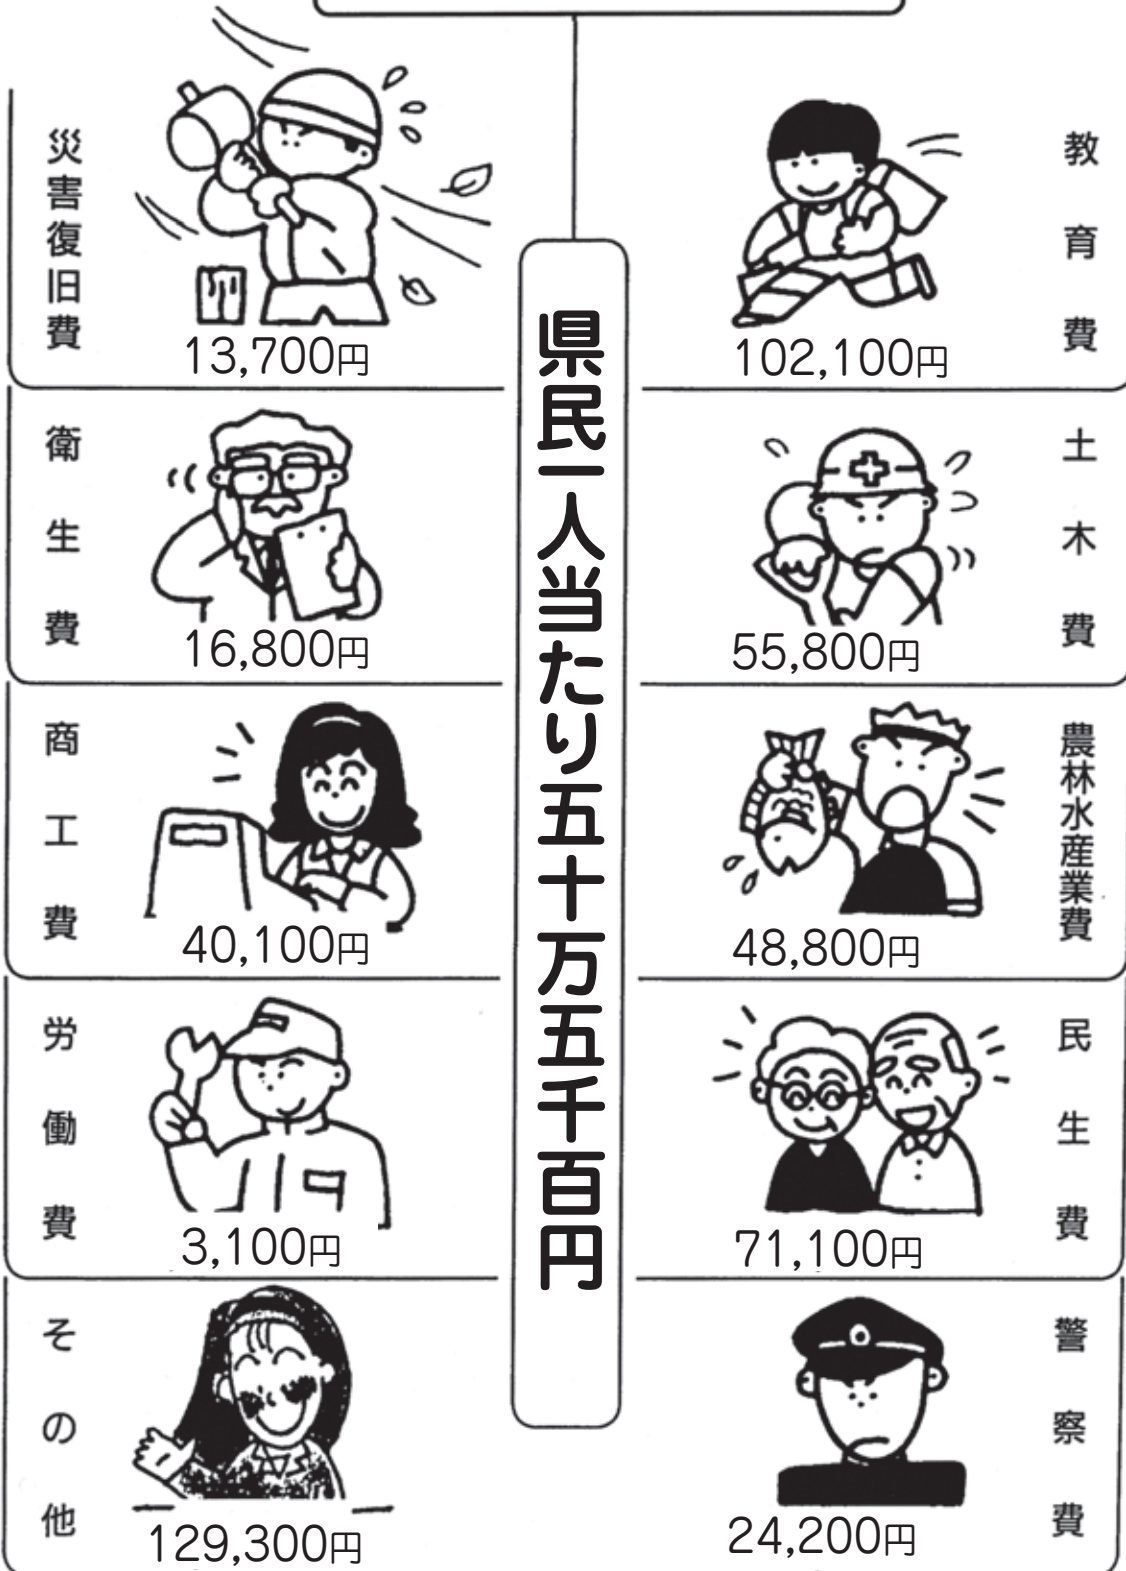 県民一人当たり五十万五千百円
教育費
102,100円
土木費
55,800円
農林水産業費
48,800円
民生費
71,100円
警察費
24,200円
災害復旧費
13,700円
衛生費
16,800円
商工費
40,100円
労働費
3,100円
その他
129,300円